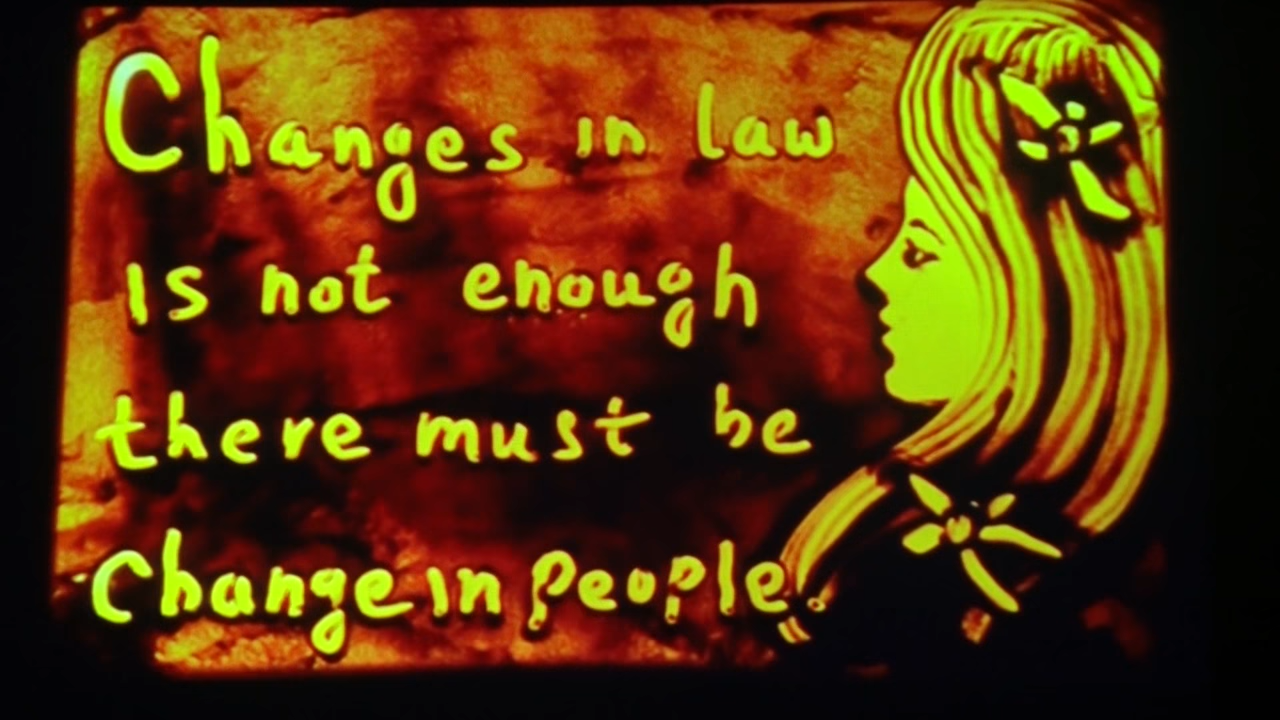 Changes in law
is not enough
there must be
Change in People.